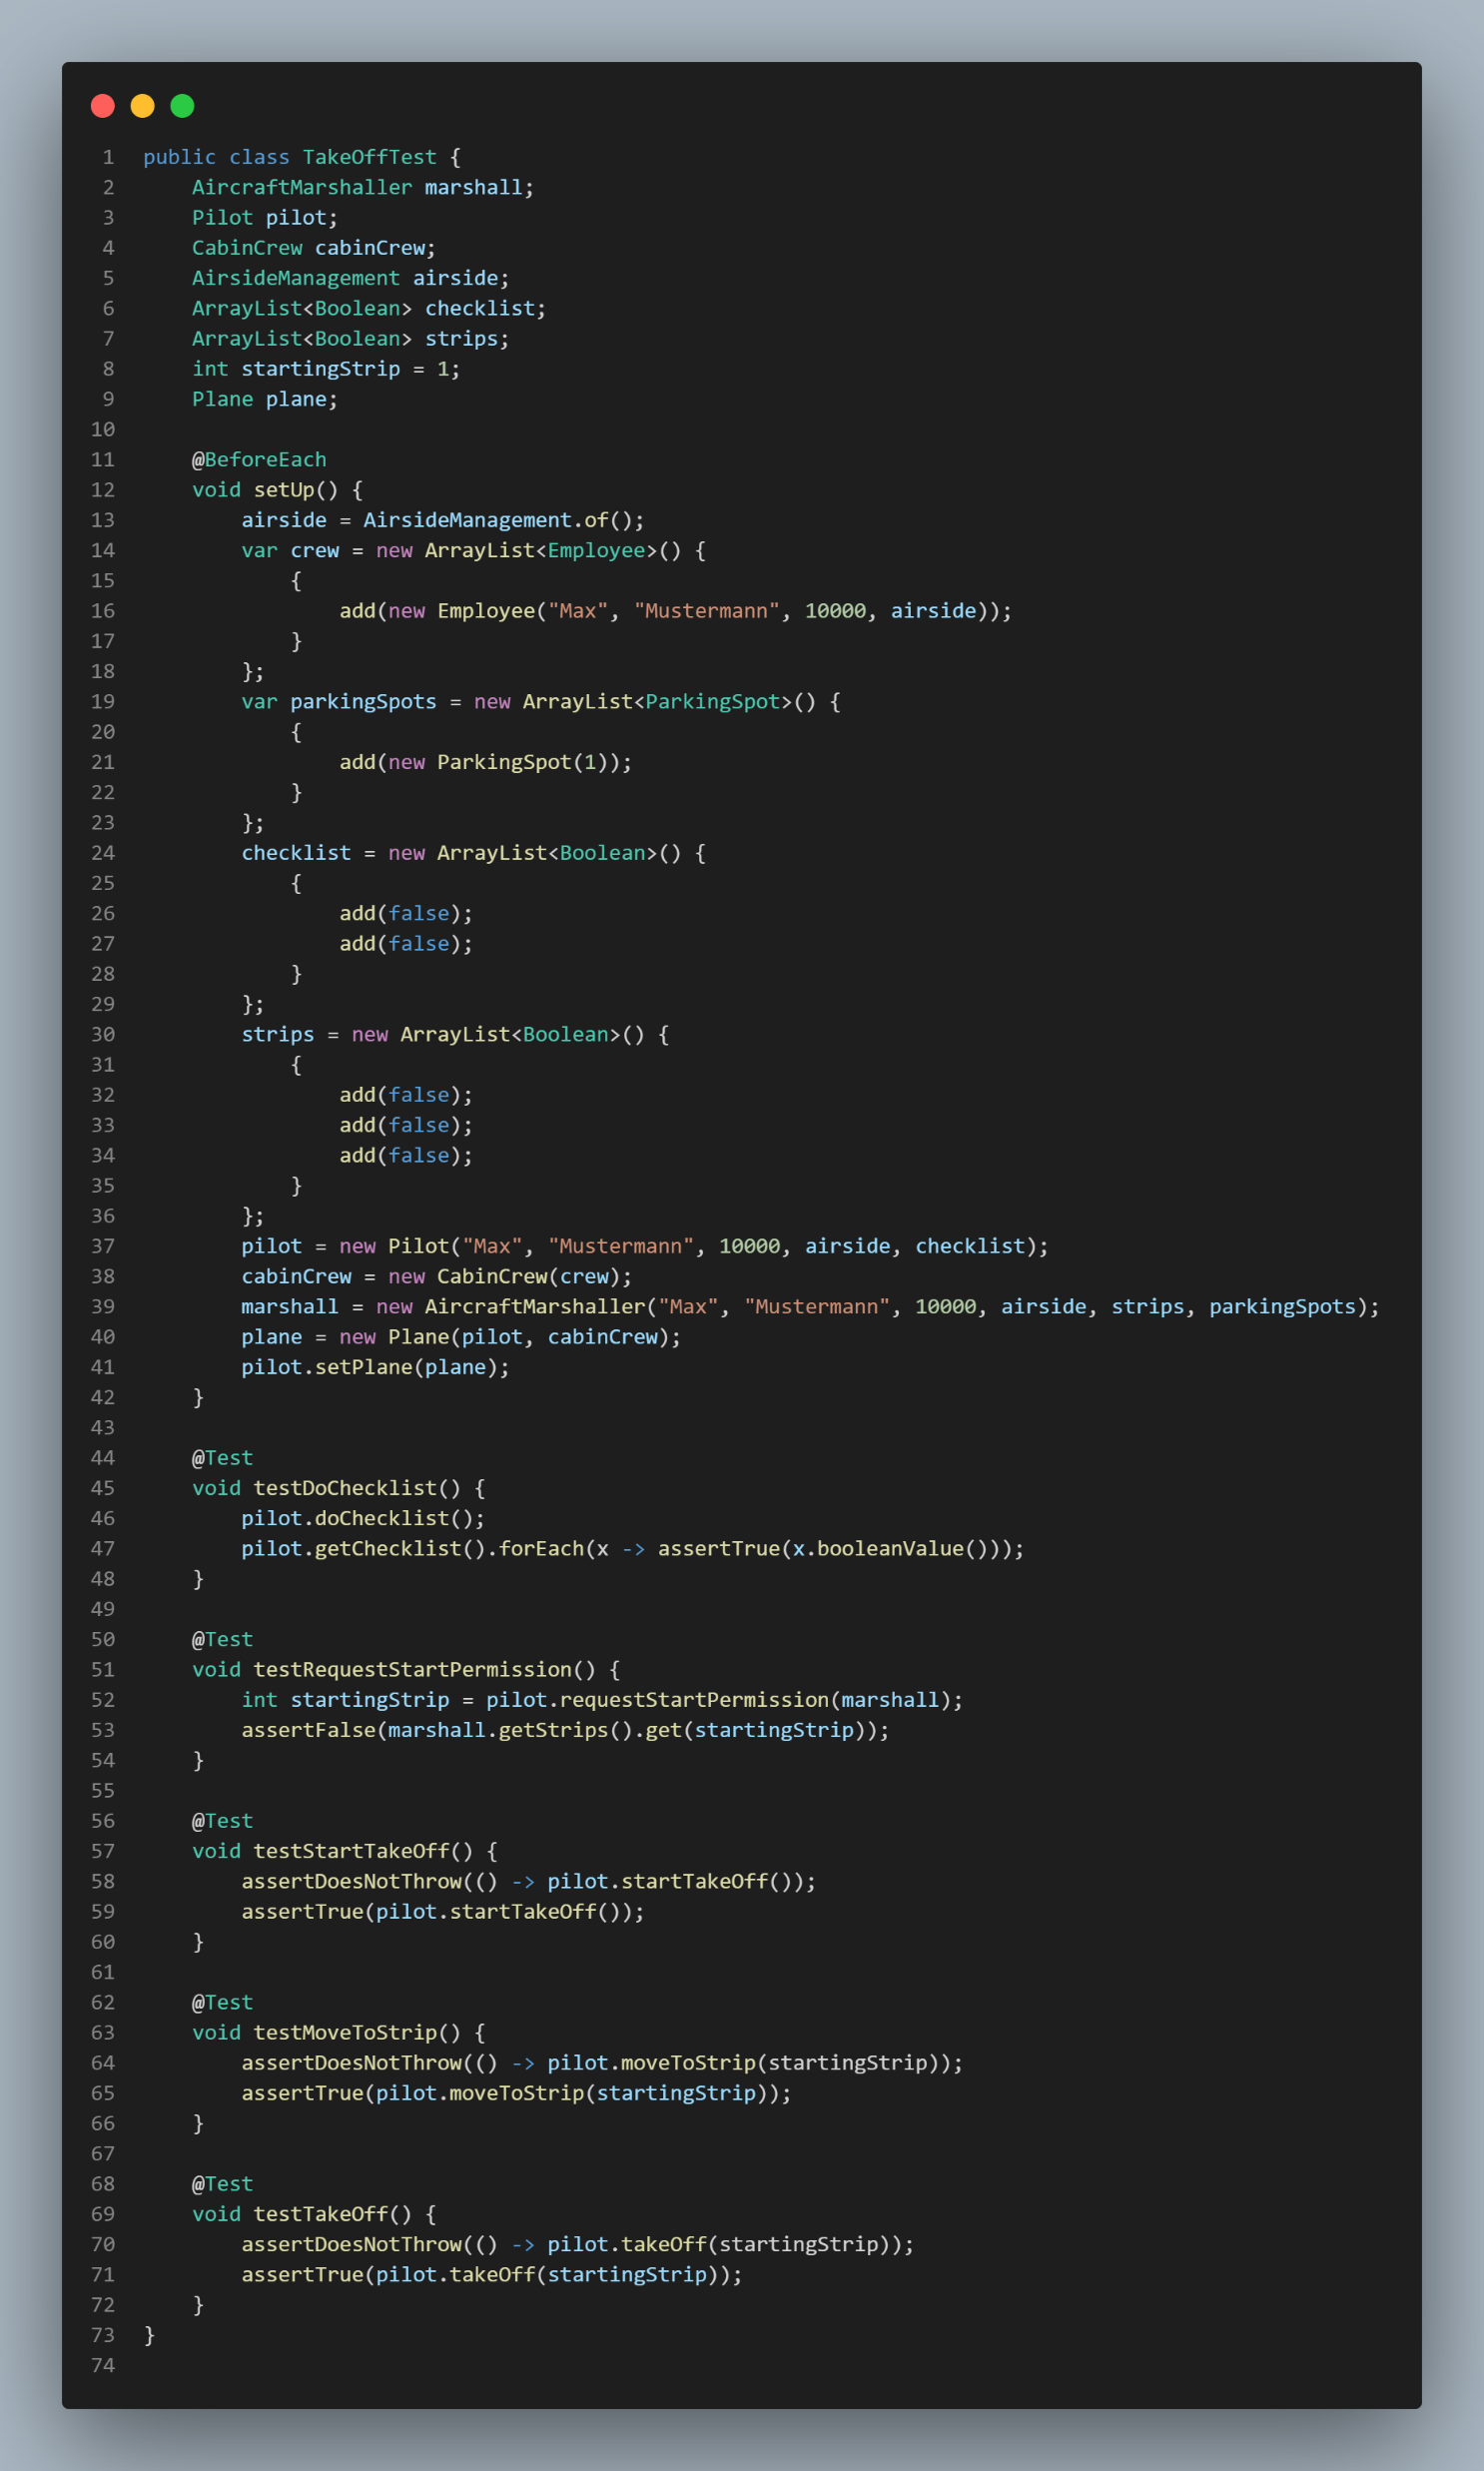 1 public class TakeOffTest {
2     AircraftMarshaller marshall;
3     Pilot pilot;
4     CabinCrew cabinCrew;
5     AirsideManagement airside;
6     ArrayList<Boolean> checklist;
7     ArrayList<Boolean> strips;
8     int startingStrip = 1;
9     Plane plane;
10
11     @BeforeEach
12     void setUp() {
13         airside = AirsideManagement.of();
14         var crew = new ArrayList<Employee>() {
15             {
16                 add(new Employee("Max", "Mustermann", 10000, airside));
17             }
18         };
19         var parkingSpots = new ArrayList<ParkingSpot>() {
20             {
21                 add(new ParkingSpot(1));
22             }
23         };
24         checklist = new ArrayList<Boolean>() {
25             {
26                 add(false);
27                 add(false);
28             }
29         };
30         strips = new ArrayList<Boolean>() {
31             {
32                 add(false);
33                 add(false);
34                 add(false);
35             }
36         };
37         pilot = new Pilot("Max", "Mustermann", 10000, airside, checklist);
38         cabinCrew = new CabinCrew(crew);
39         marshall = new AircraftMarshaller("Max", "Mustermann", 10000, airside, strips, parkingSpots);
40         plane = new Plane(pilot, cabinCrew);
41         pilot.setPlane(plane);
42     }
43
44     @Test
45     void testDoChecklist() {
46         pilot.doChecklist();
47         pilot.getChecklist().forEach(x -> assertTrue(x.booleanValue()));
48     }
49
50     @Test
51     void testRequestStartPermission() {
52         int startingStrip = pilot.requestStartPermission(marshall);
53         assertFalse(marshall.getStrips().get(startingStrip));
54     }
55
56     @Test
57     void testStartTakeOff() {
58         assertDoesNotThrow(() -> pilot.startTakeOff());
59         assertTrue(pilot.startTakeOff());
60     }
61
62     @Test
63     void testMoveToStrip() {
64         assertDoesNotThrow(() -> pilot.moveToStrip(startingStrip));
65         assertTrue(pilot.moveToStrip(startingStrip));
66     }
67
68     @Test
69     void testTakeOff() {
70         assertDoesNotThrow(() -> pilot.takeOff(startingStrip));
71         assertTrue(pilot.takeOff(startingStrip));
72     }
73 }
74